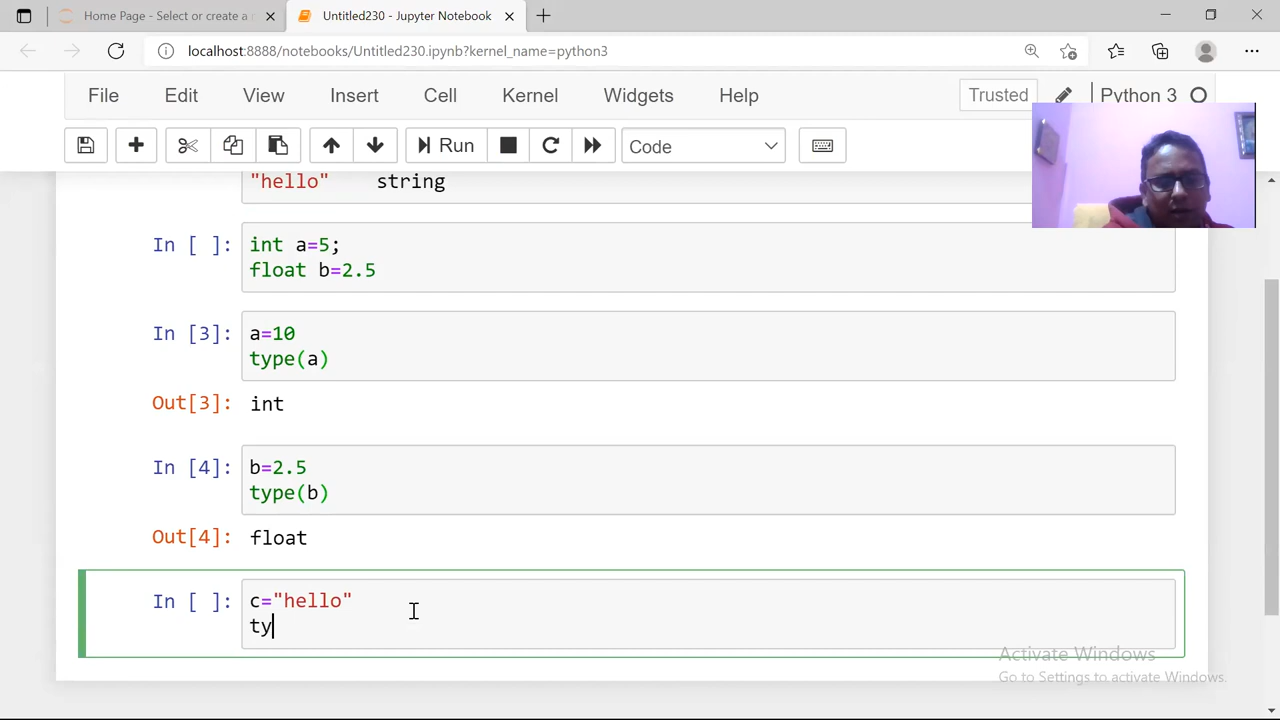 Home Page - Select or create a
Untitled230 - Jupyter Notebook
localhost:8888/notebooks/Untitled230.ipynb?kernel_name=python3
File Edit View Insert Cell Kernel Widgets Help Trusted Python 3
Run Code
"hello" string
In [ ]: int a=5;
float b=2.5
In [3]: a=10
type(a)
Out[3]: int
In [4]: b=2.5
type(b)
Out[4]: float
In [ ]: c="hello"
ty
Activate Windows
Go to Settings to activate Windows.